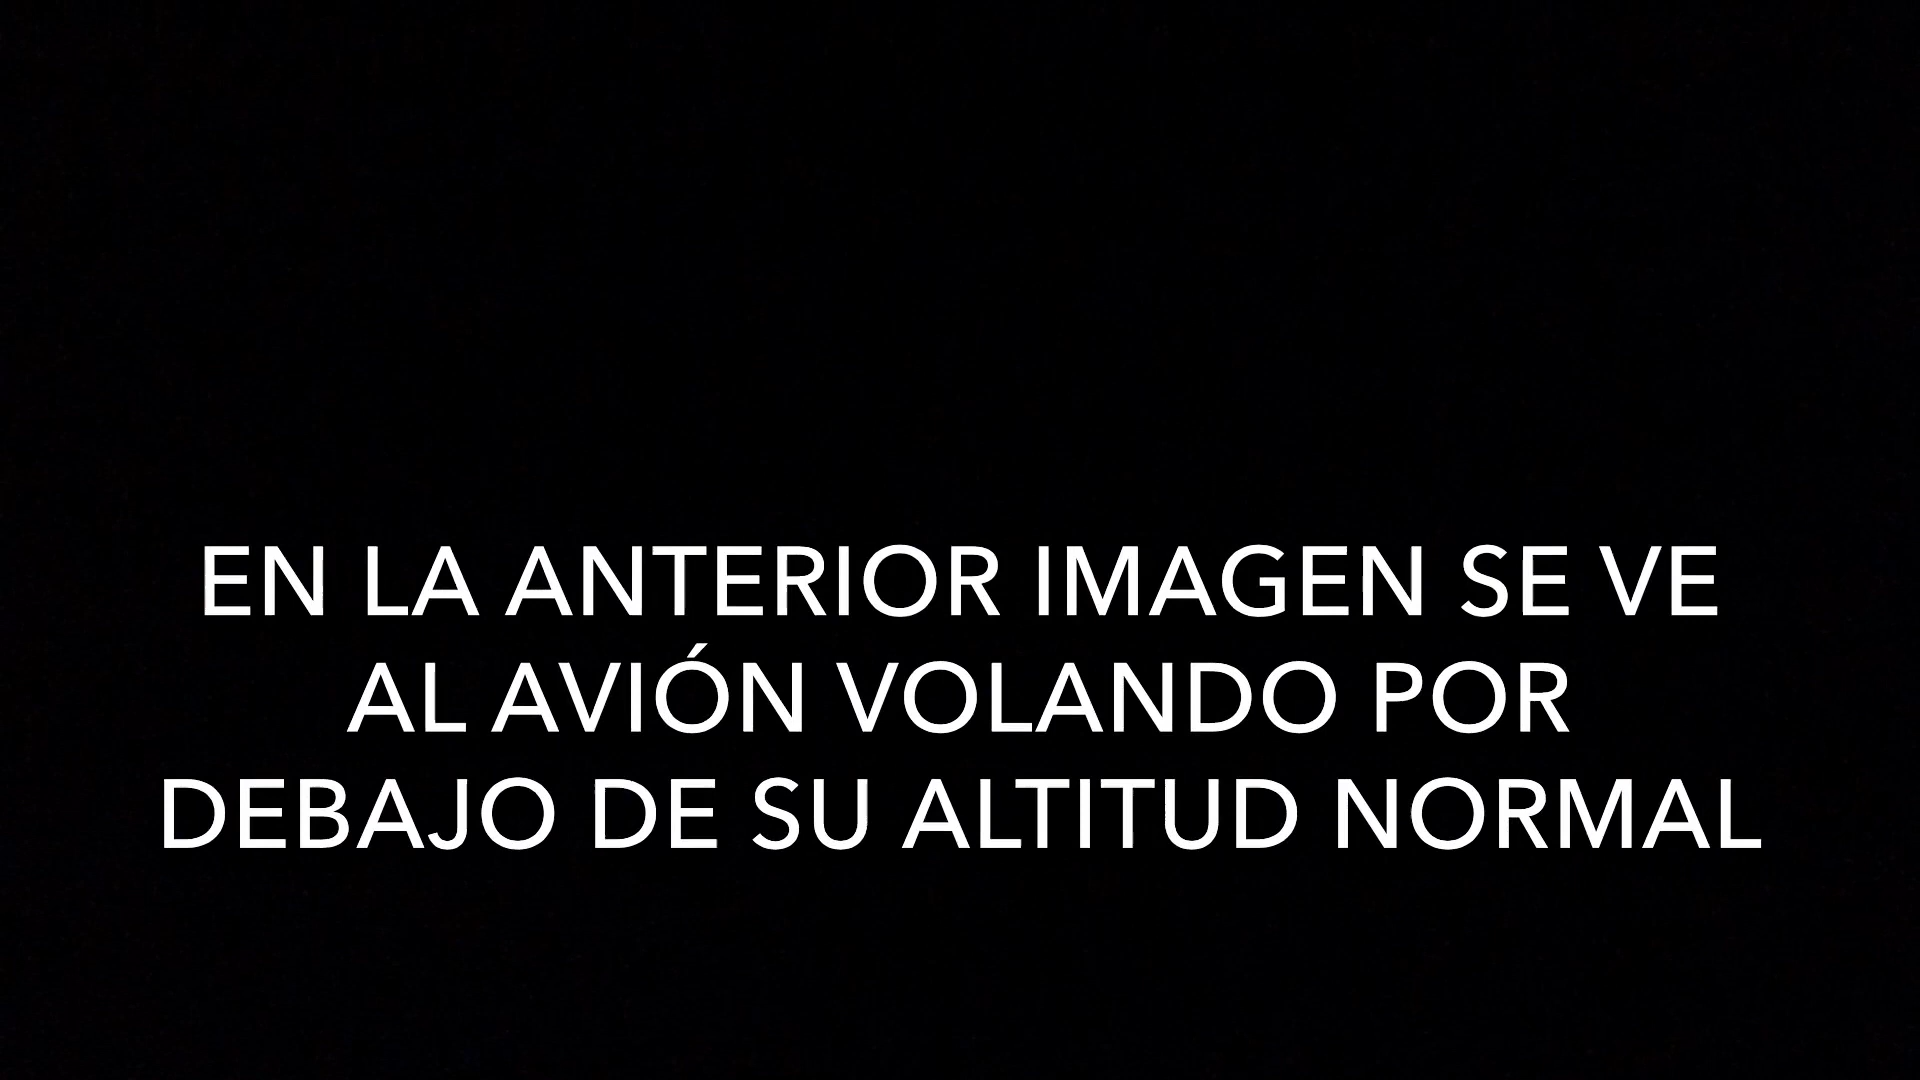 EN LA ANTERIOR IMAGEN SE VE
AL AVIÓN VOLANDO POR
DEBAJO DE SU ALTITUD NORMAL